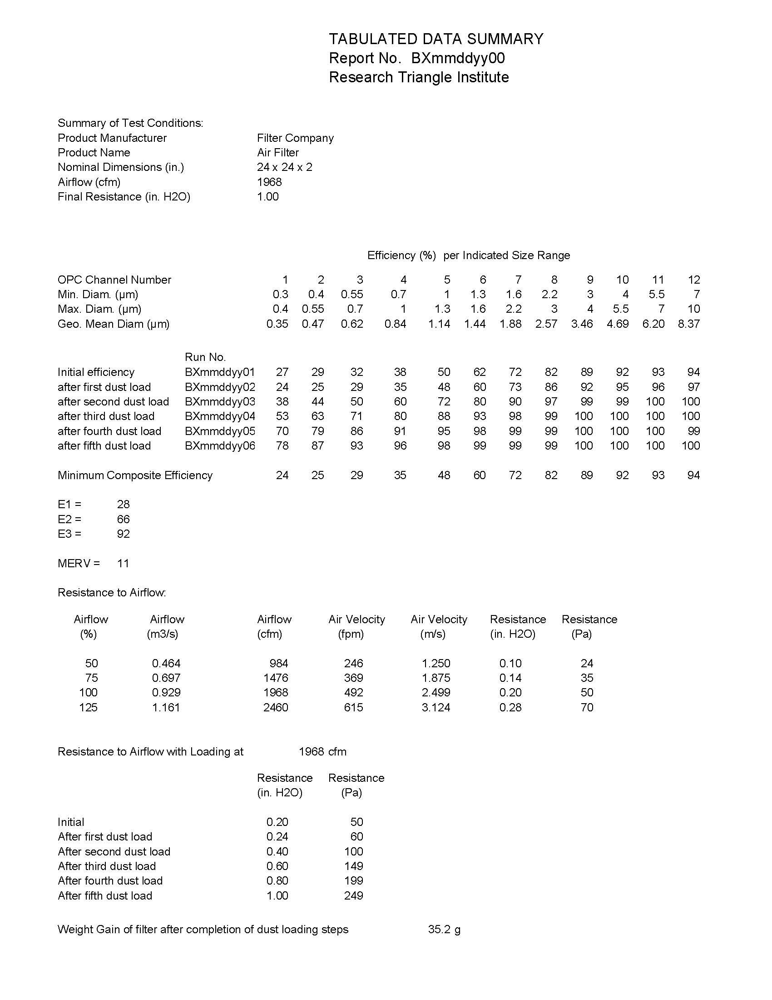 TABULATED DATA SUMMARY
Report No. BXmmddyy00
Research Triangle Institute
Summary of Test Conditions:
Product Manufacturer Filter Company
Product Name Air Filter
Nominal Dimensions (in.) 24 x 24 x 2
Airflow (cfm) 1968
Final Resistance (in. H2O) 1.00
Efficiency (%) per Indicated Size Range
OPC Channel Number 1 2 3 4 5 6 7 8 9 10 11 12
Min. Diam. (µm) 0.3 0.4 0.55 0.7 1 1.3 1.6 2.2 3 4 5.5 7
Max. Diam. (µm) 0.4 0.55 0.7 1 1.3 1.6 2.2 3 4 5.5 7 10
Geo. Mean Diam (µm) 0.35 0.47 0.62 0.84 1.14 1.44 1.88 2.57 3.46 4.69 6.20 8.37
Run No.
Initial efficiency BXmmddyy01 27 29 32 38 50 62 72 82 89 92 93 94
after first dust load BXmmddyy02 24 25 29 35 48 60 73 86 92 95 96 97
after second dust load BXmmddyy03 38 44 50 60 72 80 90 97 99 99 100 100
after third dust load BXmmddyy04 53 63 71 80 88 93 98 99 100 100 100 100
after fourth dust load BXmmddyy05 70 79 86 91 95 98 99 99 100 100 100 99
after fifth dust load BXmmddyy06 78 87 93 96 98 99 99 99 100 100 100 100
Minimum Composite Efficiency 24 25 29 35 48 60 72 82 89 92 93 94
E1 = 28
E2 = 66
E3 = 92
MERV = 11
Resistance to Airflow:
Airflow Airflow Airflow Air Velocity Air Velocity Resistance Resistance
(%) (m3/s) (cfm) (fpm) (m/s) (in. H2O) (Pa)
50 0.464 984 246 1.250 0.10 24
75 0.697 1476 369 1.875 0.14 35
100 0.929 1968 492 2.499 0.20 50
125 1.161 2460 615 3.124 0.28 70
Resistance to Airflow with Loading at 1968 cfm
Resistance Resistance
(in. H2O) (Pa)
Initial 0.20 50
After first dust load 0.24 60
After second dust load 0.40 100
After third dust load 0.60 149
After fourth dust load 0.80 199
After fifth dust load 1.00 249
Weight Gain of filter after completion of dust loading steps 35.2 g